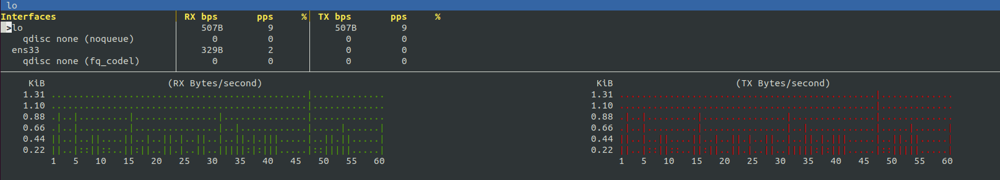 lo
Interfaces RX bps pps % TX bps pps %
>lo 507B 9 507B 9
qdisc none (noqueue) 0 0 0 0
ens33 329B 2 0 0
qdisc none (fq_codel) 0 0 0 0
KiB (RX Bytes/second) KiB (TX Bytes/second)
1.31 1.31
1.10 1.10
0.88 0.88
0.66 0.66
0.44 0.44
0.22 0.22
1 5 10 15 20 25 30 35 40 45 50 55 60 1 5 10 15 20 25 30 35 40 45 50 55 60